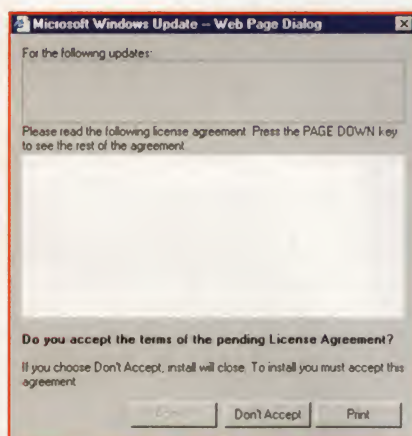 Microsoft Windows Update -- Web Page Dialog
For the following updates:
Please read the following license agreement. Press the PAGE DOWN key
to see the rest of the agreement.
Do you accept the terms of the pending License Agreement?
If you choose Don't Accept, install will close. To install you must accept this
agreement
Don't Accept
Print